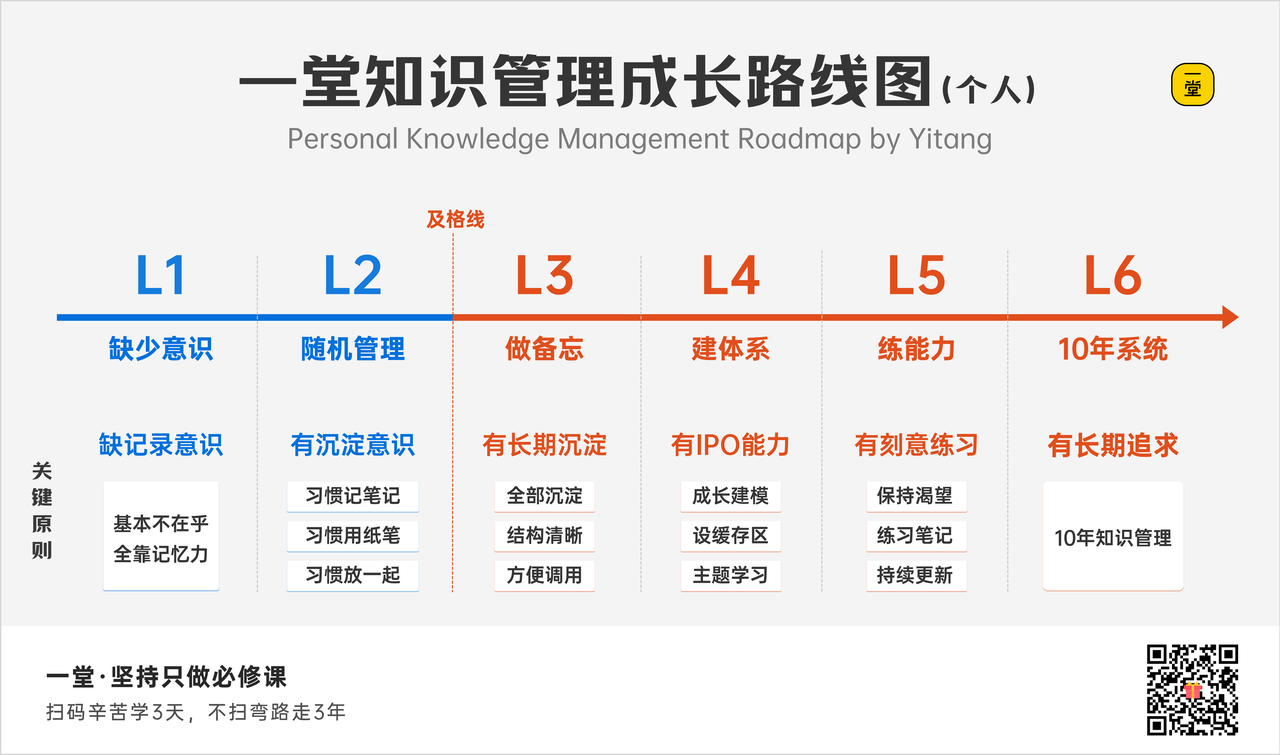 一堂知识管理成长路线图(个人)
一堂
Personal Knowledge Management Roadmap by Yitang
及格线
L1
L2
L3
L4
L5
L6
缺少意识
随机管理
做备忘
建体系
练能力
10年系统
缺记录意识
有沉淀意识
有长期沉淀
有IPO能力
有刻意练习
有长期追求
关键原则
基本不在乎
全靠记忆力
习惯记笔记
习惯用纸笔
习惯放一起
全部沉淀
结构清晰
方便调用
成长建模
设缓存区
主题学习
保持渴望
练习笔记
持续更新
10年知识管理
一堂·坚持只做必修课
扫码辛苦学3天，不扫弯路走3年